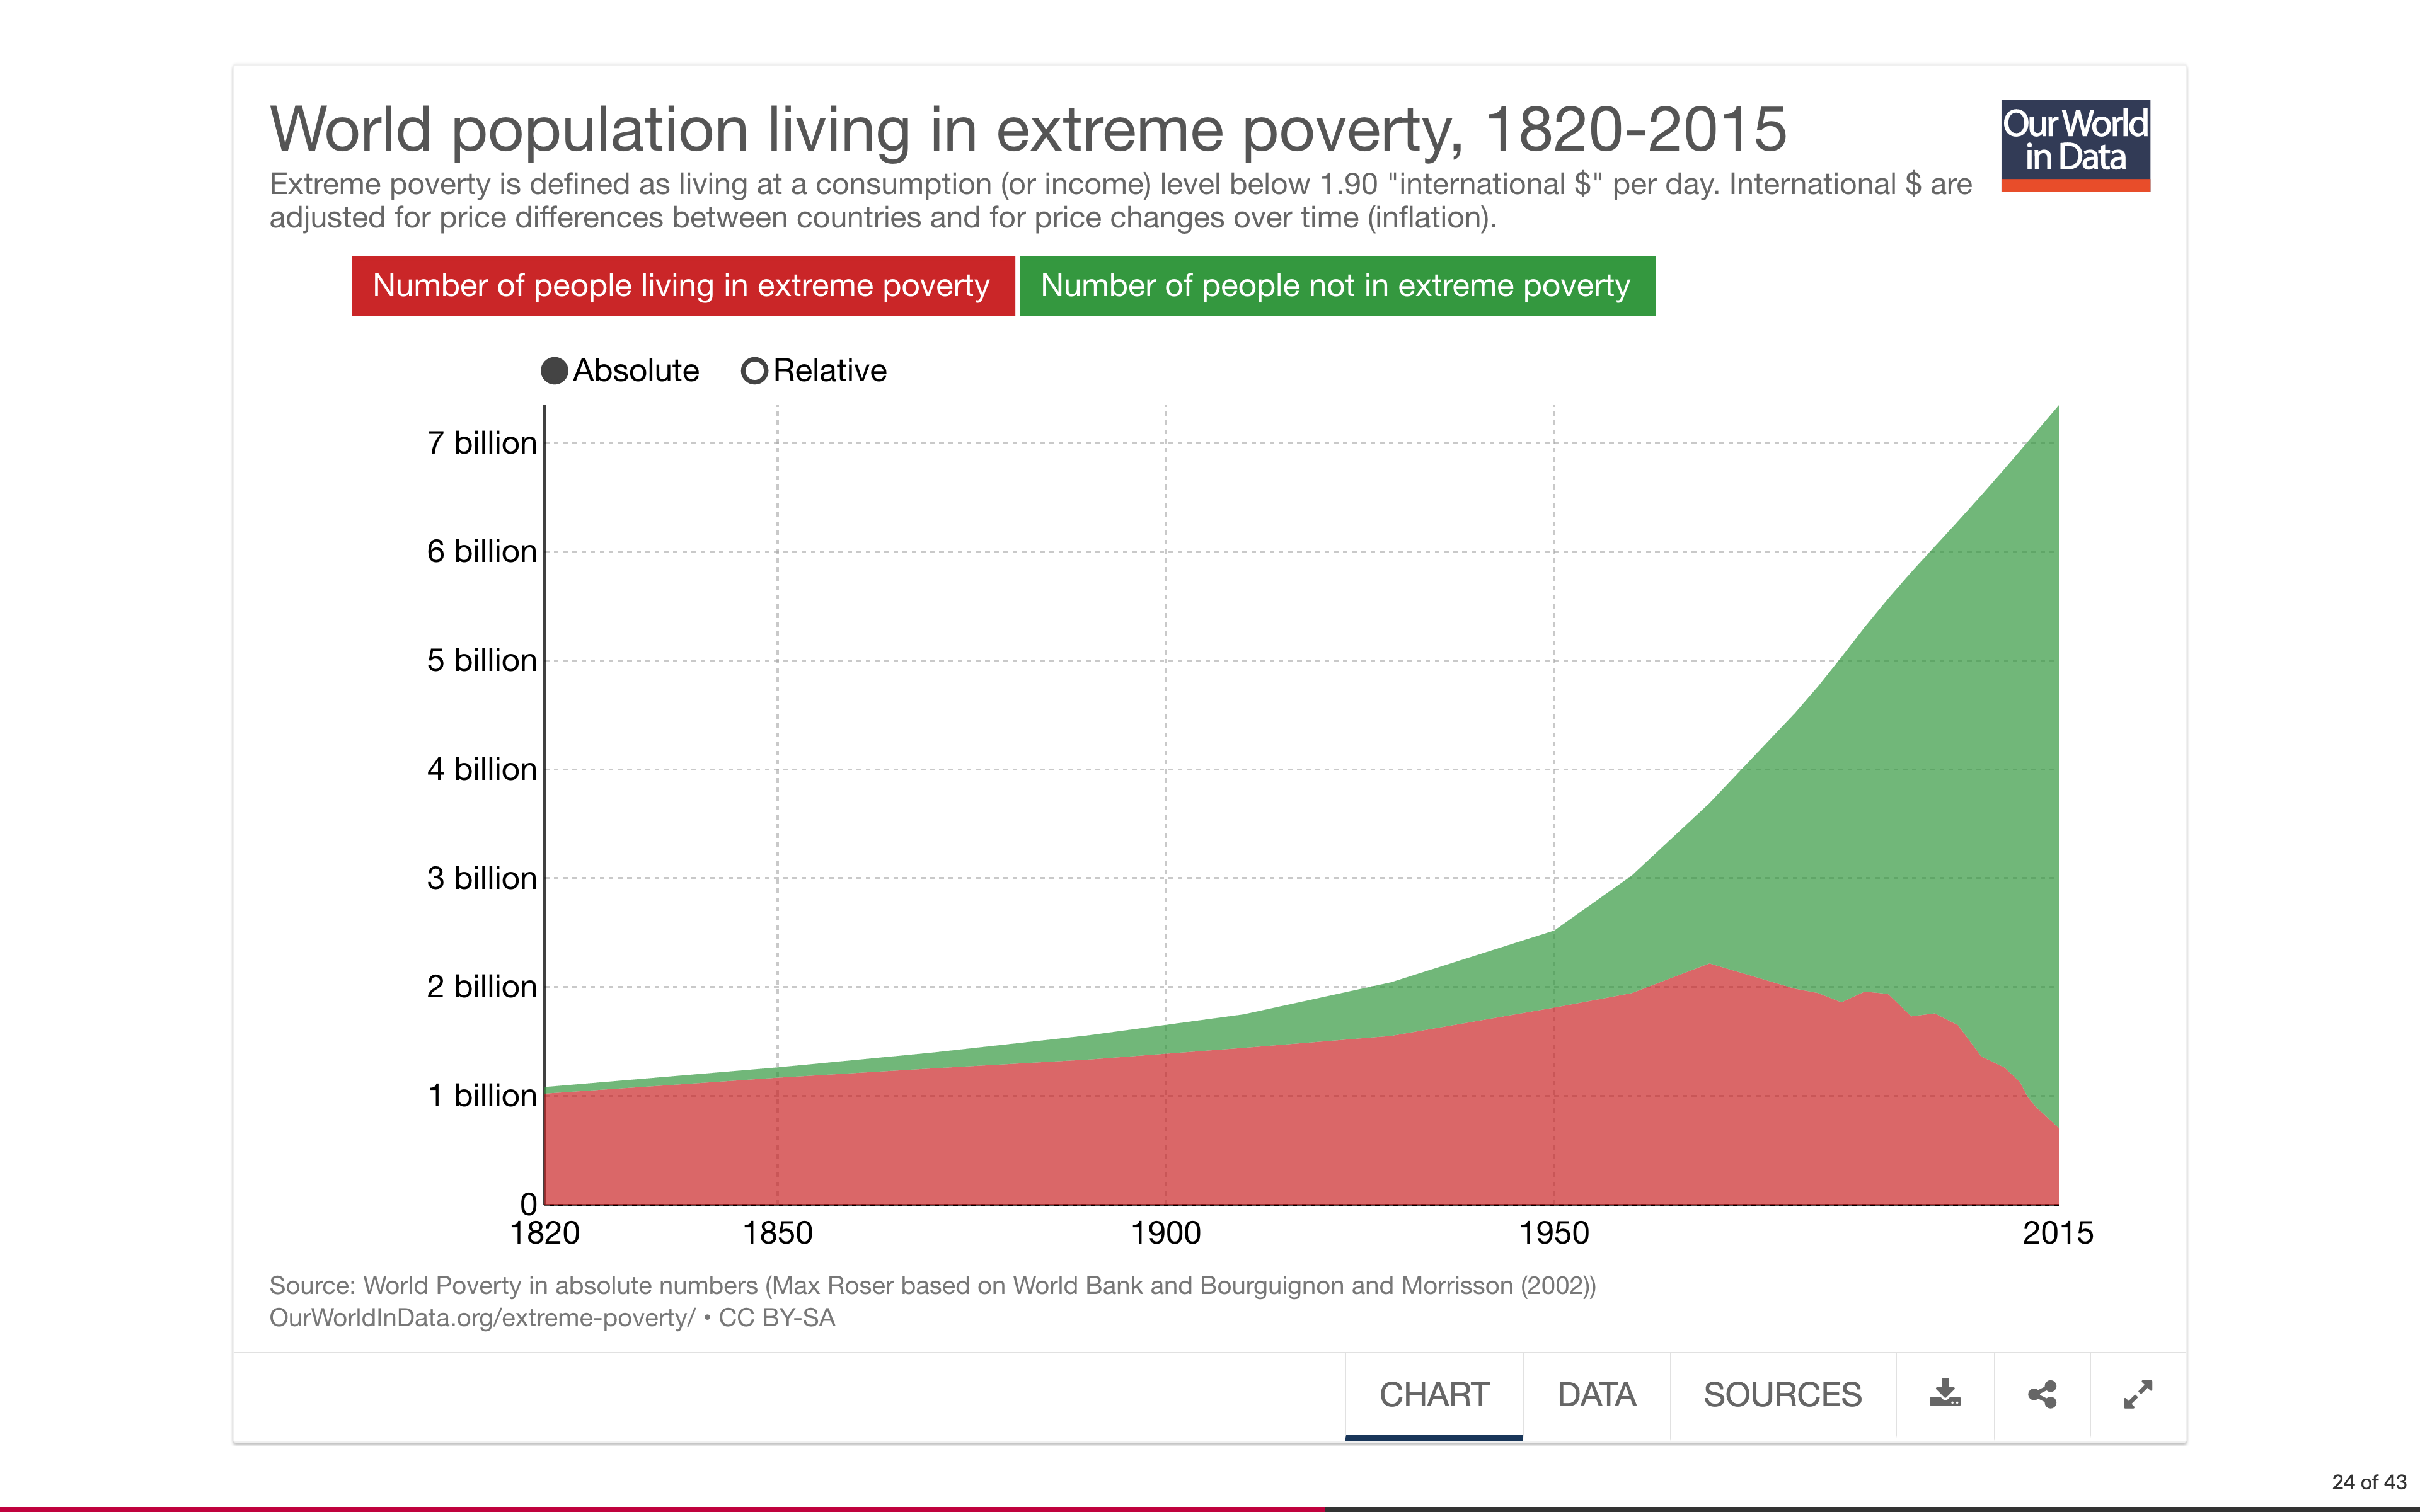 World population living in extreme poverty, 1820-2015
Our World
in Data
Extreme poverty is defined as living at a consumption (or income) level below 1.90 "international $" per day. International $ are
adjusted for price differences between countries and for price changes over time (inflation).
Number of people living in extreme poverty
Number of people not in extreme poverty
Absolute
Relative
7 billion
6 billion
5 billion
4 billion
3 billion
2 billion
1 billion
0
1820
1850
1900
1950
2015
Source: World Poverty in absolute numbers (Max Roser based on World Bank and Bourguignon and Morrisson (2002))
OurWorldInData.org/extreme-poverty/ • CC BY-SA
CHART
DATA
SOURCES
24 of 43